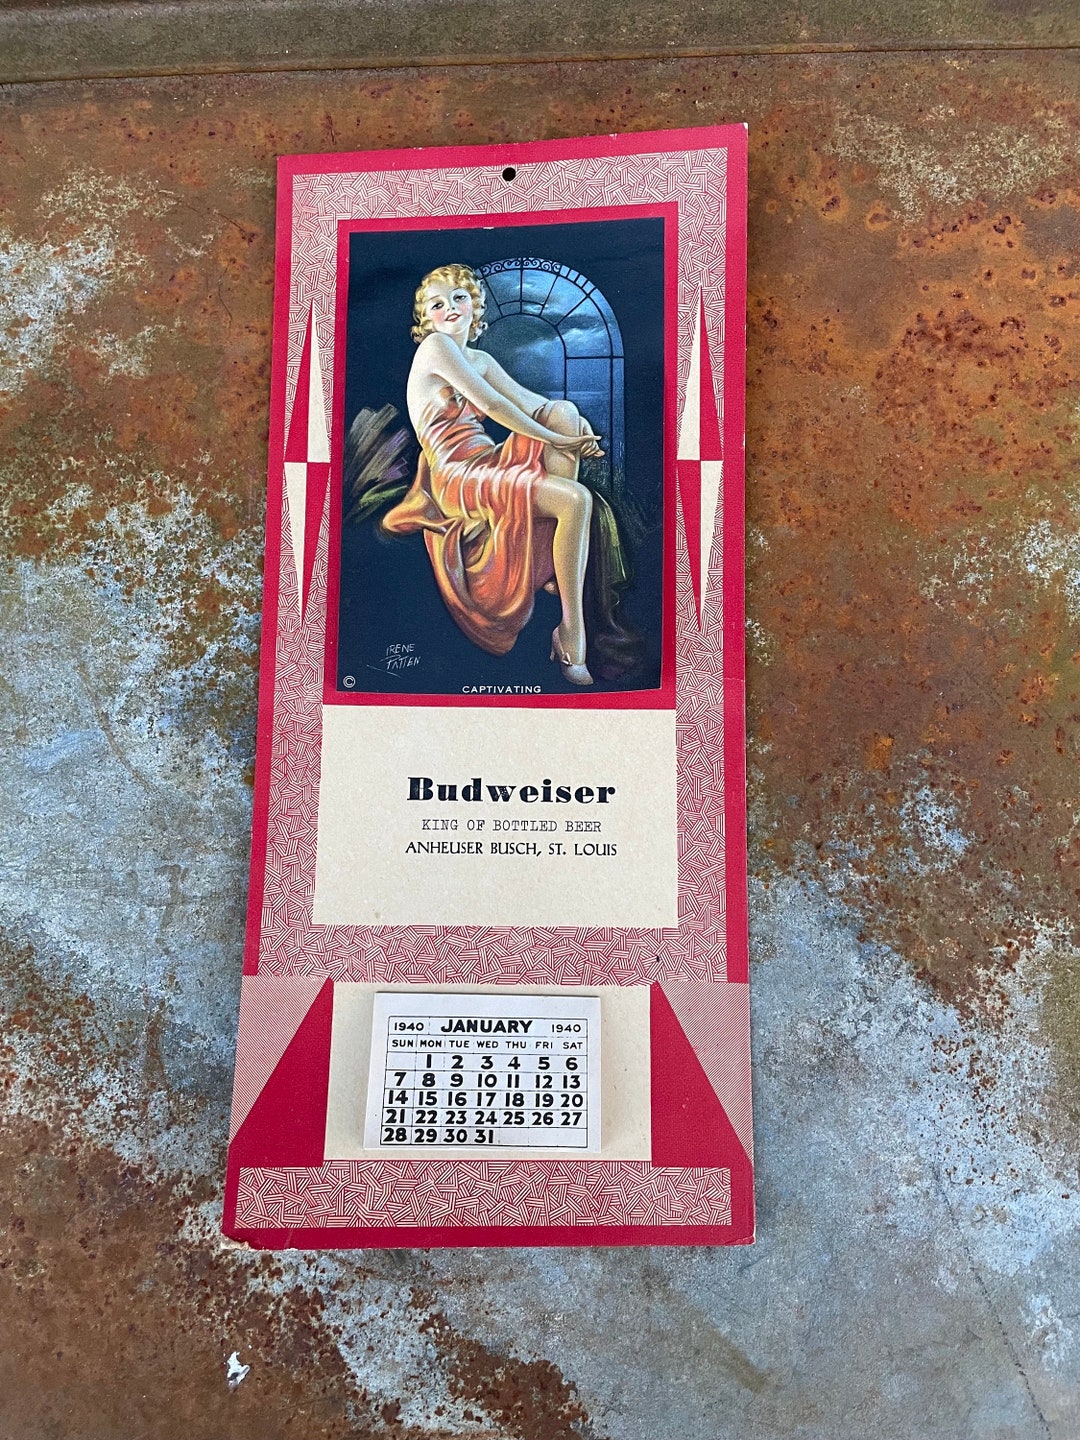 IRENE
PATTEN
©
CAPTIVATING
Budweiser
KING OF BOTTLED BEER
ANHEUSER BUSCH, ST. LOUIS
1940 JANUARY 1940
SUN MON TUE WED THU FRI SAT
1 2 3 4 5 6
7 8 9 10 11 12 13
14 15 16 17 18 19 20
21 22 23 24 25 26 27
28 29 30 31